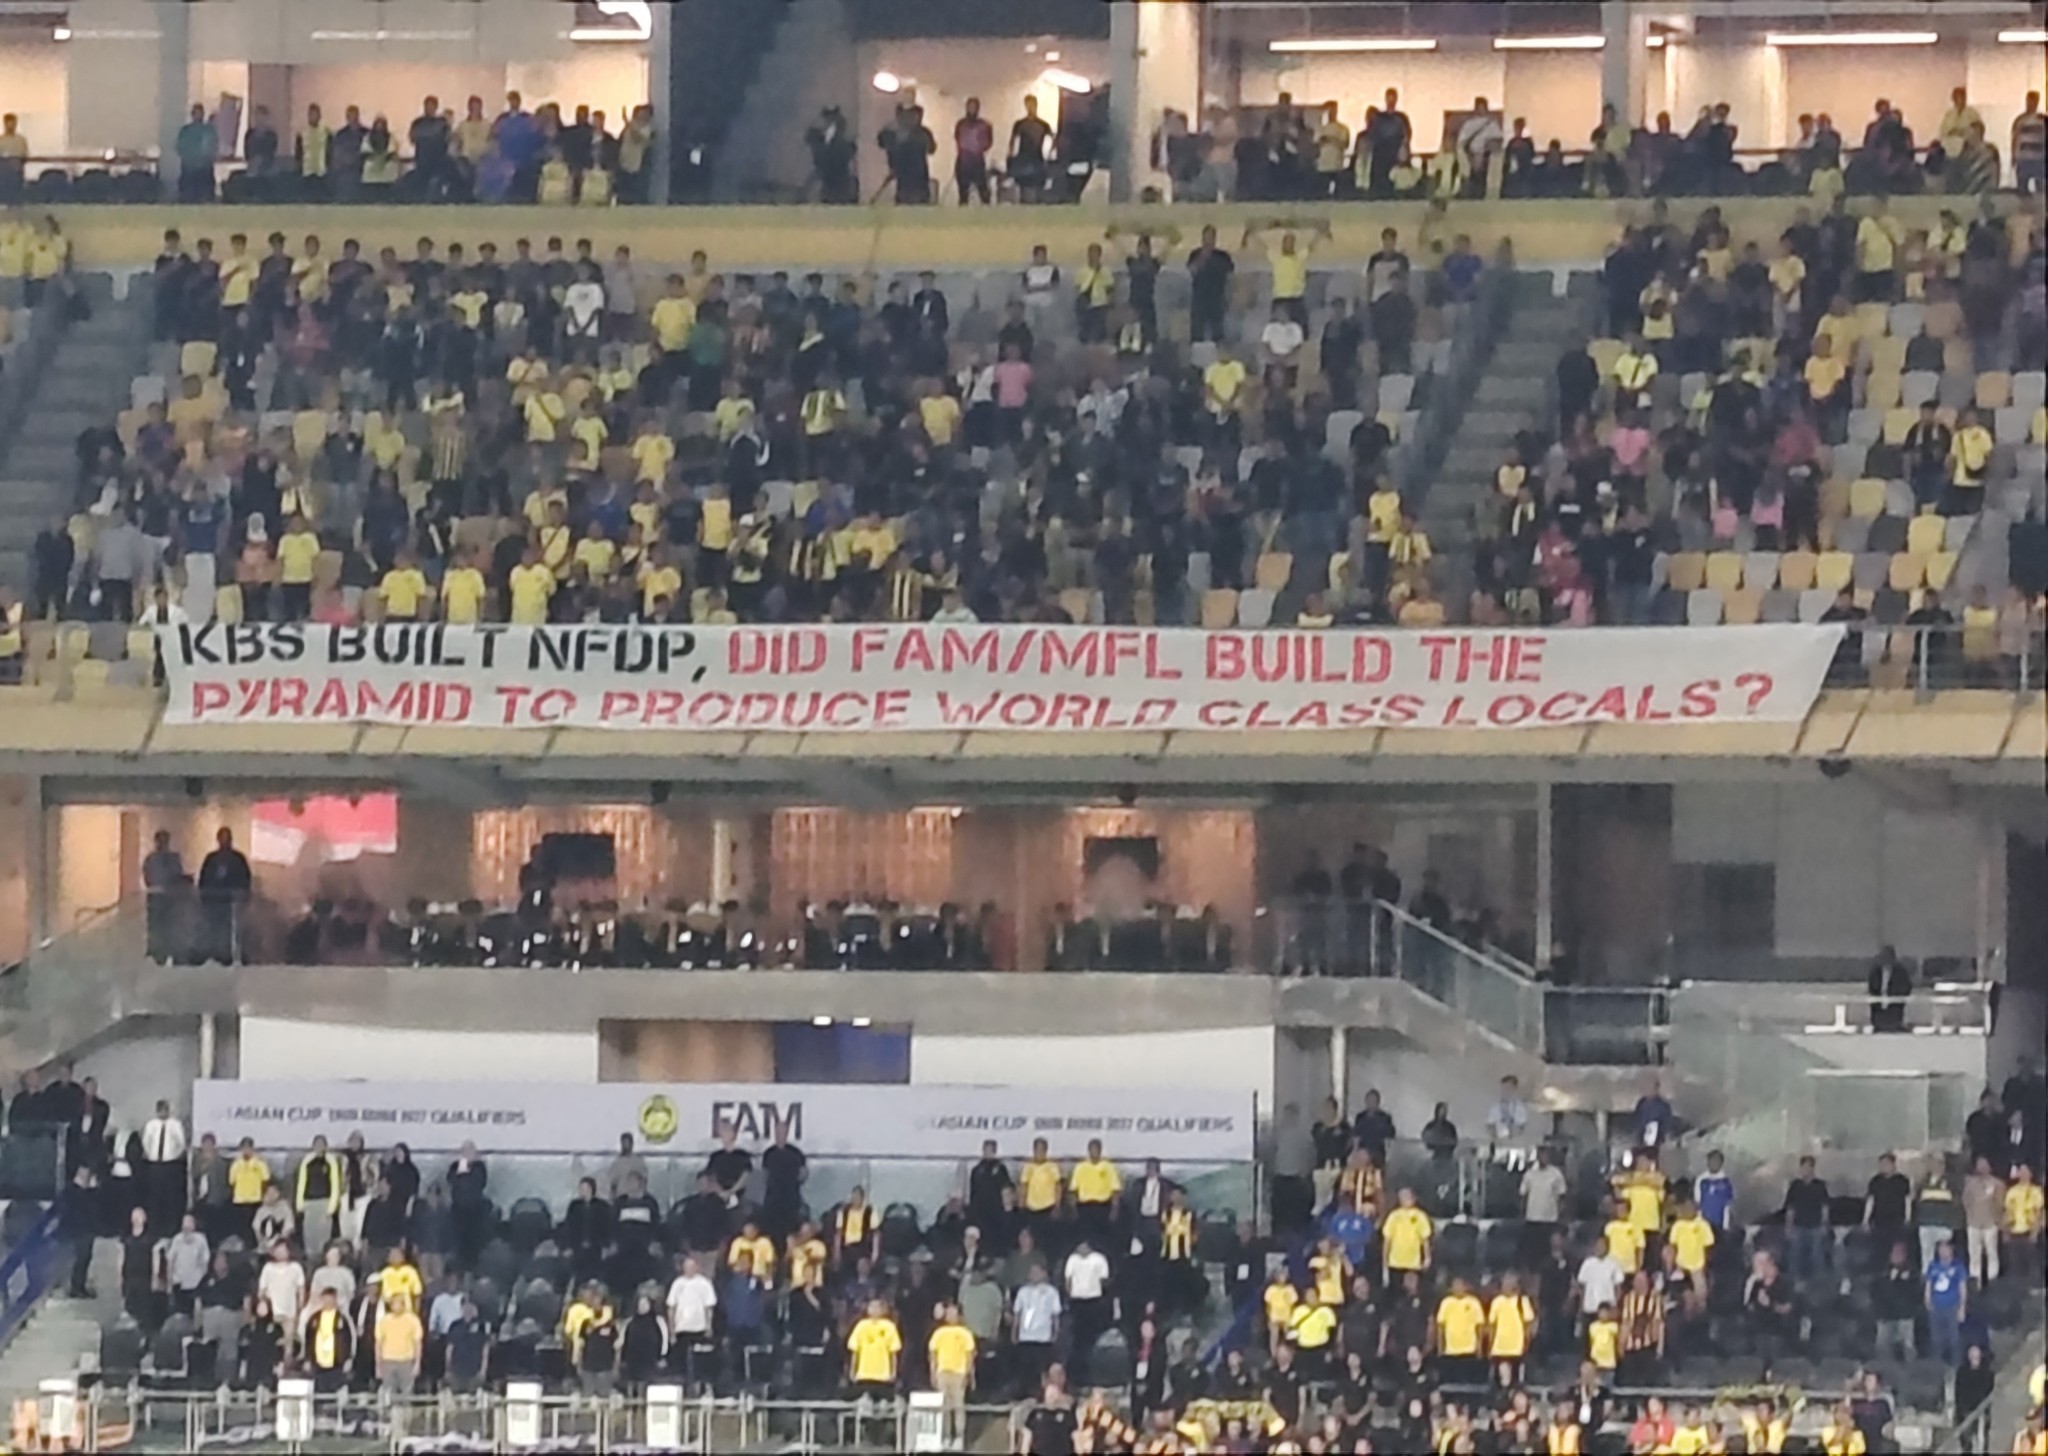 KBS BUILT NFDP, DID FAM/MFL BUILD THE
PYRAMID TO PRODUCE WORLD CLASS LOCALS?
ASIAN CUP QUALIFIERS
FAM
ASIAN CUP QUALIFIERS